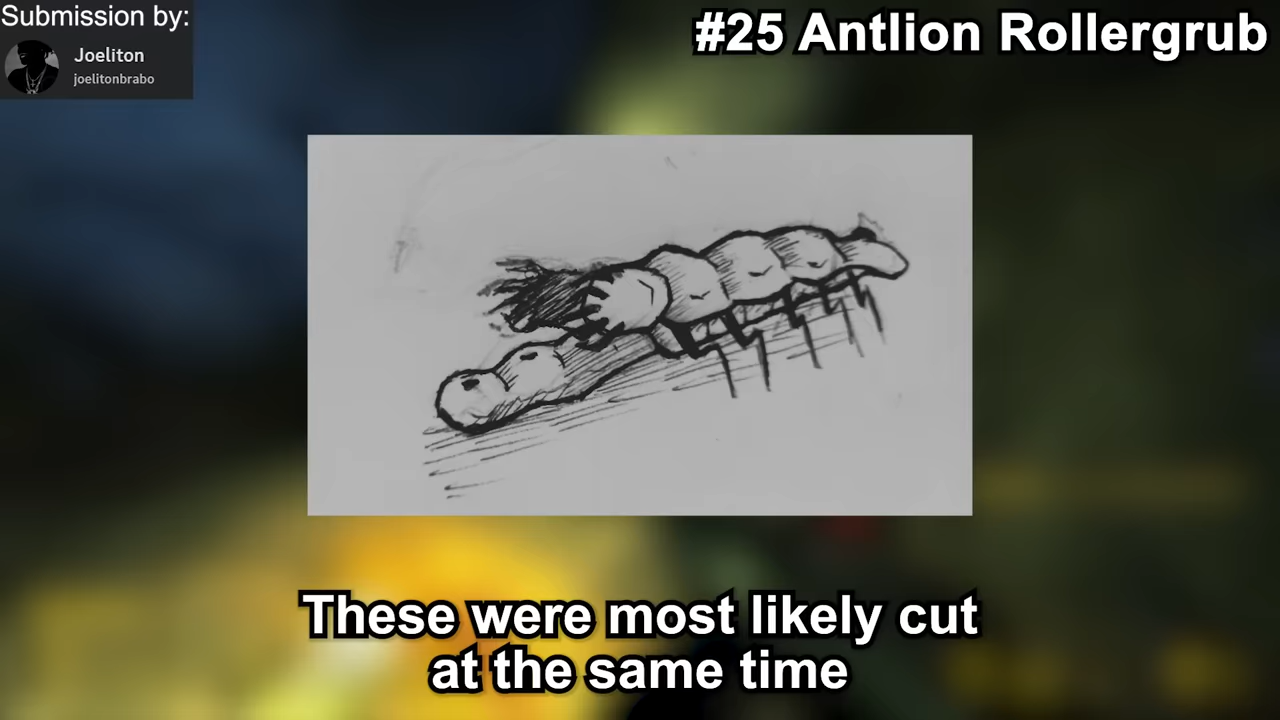 Submission by:
Joeliton
joelitonbrabo
#25 Antlion Rollergrub
These were most likely cut
at the same time